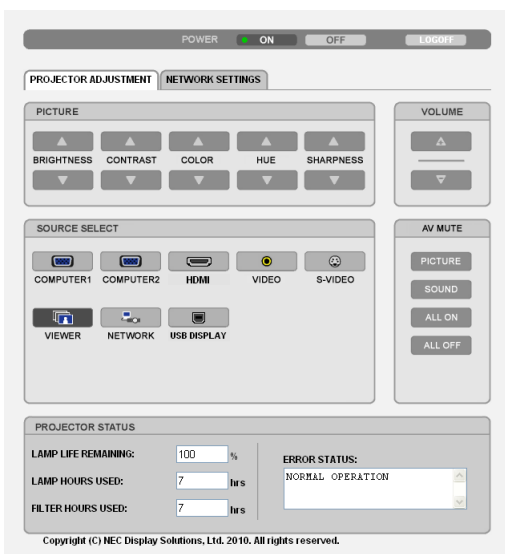 POWER ON OFF LOGOFF
PROJECTOR ADJUSTMENT NETWORK SETTINGS
PICTURE VOLUME
BRIGHTNESS CONTRAST COLOR HUE SHARPNESS
SOURCE SELECT AV MUTE
PICTURE
COMPUTER1 COMPUTER2 HDMI VIDEO S-VIDEO
SOUND
ALL ON
VIEWER NETWORK USB DISPLAY
ALL OFF
PROJECTOR STATUS
LAMP LIFE REMAINING: 100 %
ERROR STATUS:
NORMAL OPERATION
LAMP HOURS USED: 7 hrs
FILTER HOURS USED: 7 hrs
Copyright (C) NEC Display Solutions, Ltd. 2010. All rights reserved.